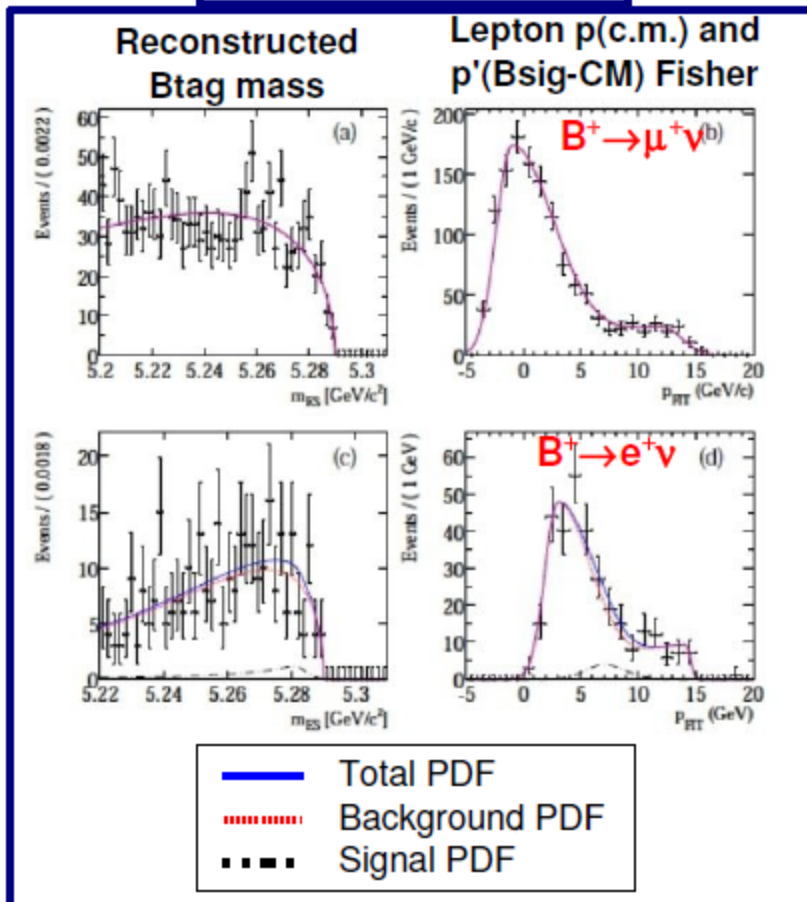 Reconstructed
Btag mass
Lepton p(c.m.) and
p'(Bsig-CM) Fisher
Events / ( 0.0022
60
50
40
30
20
10
0
(a)
5.2 5.22 5.24 5.26 5.28 5.3
m_ES [GeV/c²]
Events / ( 1 GeV/c )
200
150
100
50
0
B⁺→μ⁺ν
(b)
-5 0 5 10 15 20
p_FIT (GeV/c)
Events / ( 0.0018
20
15
10
5
0
(c)
5.22 5.24 5.26 5.28 5.3
m_ES [GeV/c²]
Events / ( 1 GeV )
60
50
40
30
20
10
0
B⁺→e⁺ν
(d)
-5 0 5 10 15 20
p_FIT (GeV)
Total PDF
Background PDF
Signal PDF